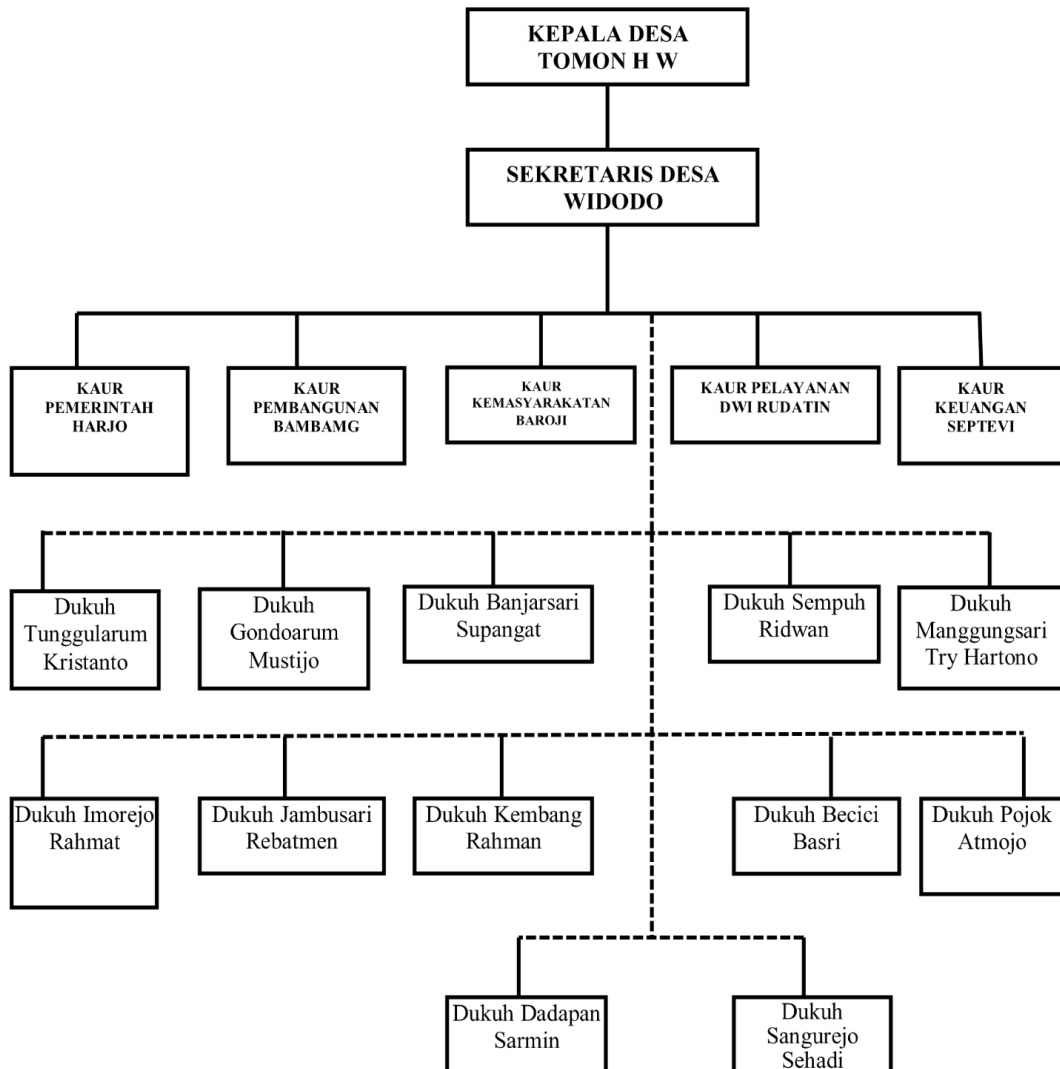 KEPALA DESA
TOMON H W
SEKRETARIS DESA
WIDODO
KAUR
PEMERINTAH
HARJO
KAUR
PEMBANGUNAN
BAMBAMG
KAUR
KEMASYARAKATAN
BAROJI
KAUR PELAYANAN
DWI RUDATIN
KAUR
KEUANGAN
SEPTEVI
Dukuh
Tunggularum
Kristanto
Dukuh
Gondoarum
Mustijo
Dukuh Banjarsari
Supangat
Dukuh Sempuh
Ridwan
Dukuh
Manggungsari
Try Hartono
Dukuh Imorejo
Rahmat
Dukuh Jambusari
Rebatmen
Dukuh Kembang
Rahman
Dukuh Becici
Basri
Dukuh Pojok
Atmojo
Dukuh Dadapan
Sarmin
Dukuh
Sangurejo
Sehadi